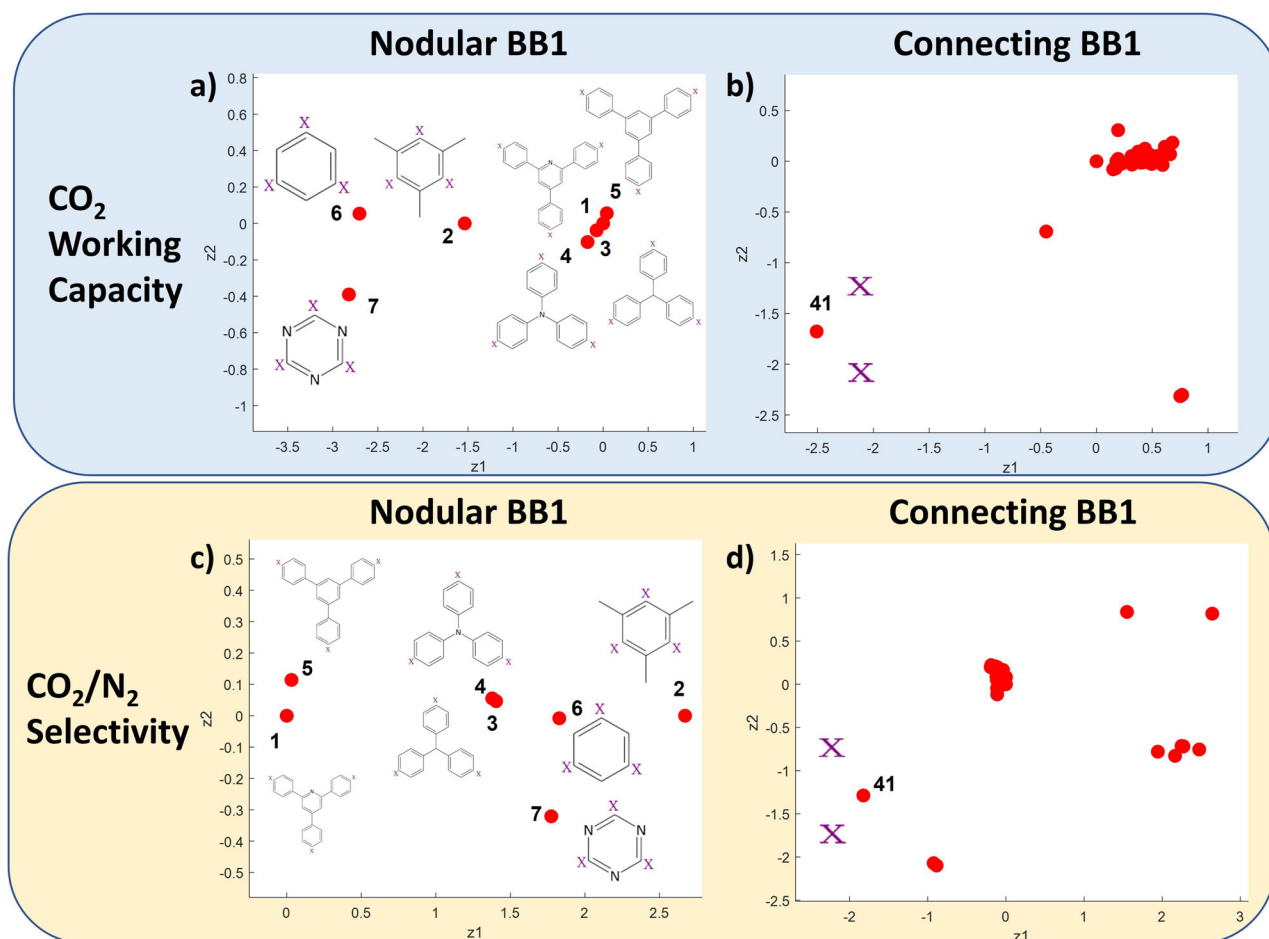 Nodular BB1
Connecting BB1
CO₂
Working
Capacity
a)
0.8
0.6
0.4
0.2
0
-0.2
-0.4
-0.6
-0.8
-1
z2
-3.5 -3 -2.5 -2 -1.5 -1 -0.5 0 0.5 1
z1
X
X X
6
X
X X
2
N
X X
X
1
X X
X
5
4
3
X
N
X X
X
X X
7
X
N N
X X
N
b)
0.5
0
-0.5
-1
-1.5
-2
-2.5
z2
-2.5 -2 -1.5 -1 -0.5 0 0.5 1
z1
41
X
X
Nodular BB1
Connecting BB1
CO₂/N₂
Selectivity
c)
0.5
0.4
0.3
0.2
0.1
0
-0.1
-0.2
-0.3
-0.4
-0.5
z2
0 0.5 1 1.5 2 2.5
z1
X X
X
5
1
N
X X
X
X
N
X X
4
3
X
X X
X
X X
2
6
X
X X
7
X
N N
X X
N
d)
1.5
1
0.5
0
-0.5
-1
-1.5
-2
-2.5
z2
-2 -1 0 1 2 3
z1
41
X
X